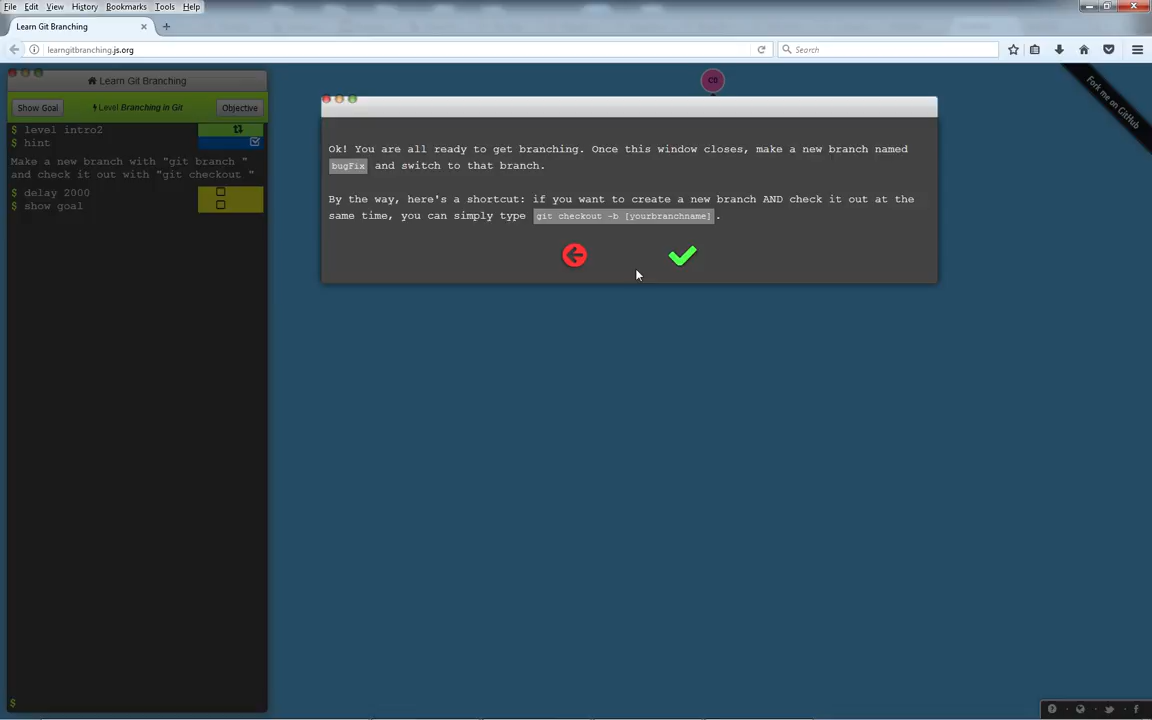 File Edit View History Bookmarks Tools Help
Learn Git Branching
learngitbranching.js.org
Search
Fork me on GitHub
Learn Git Branching
Show Goal
Level Branching in Git
Objective
$ level intro2
$ hint
Make a new branch with "git branch "
and check it out with "git checkout "
$ delay 2000
$ show goal
$
Ok! You are all ready to get branching. Once this window closes, make a new branch named
bugFix and switch to that branch.
By the way, here's a shortcut: if you want to create a new branch AND check it out at the
same time, you can simply type git checkout -b [yourbranchname].